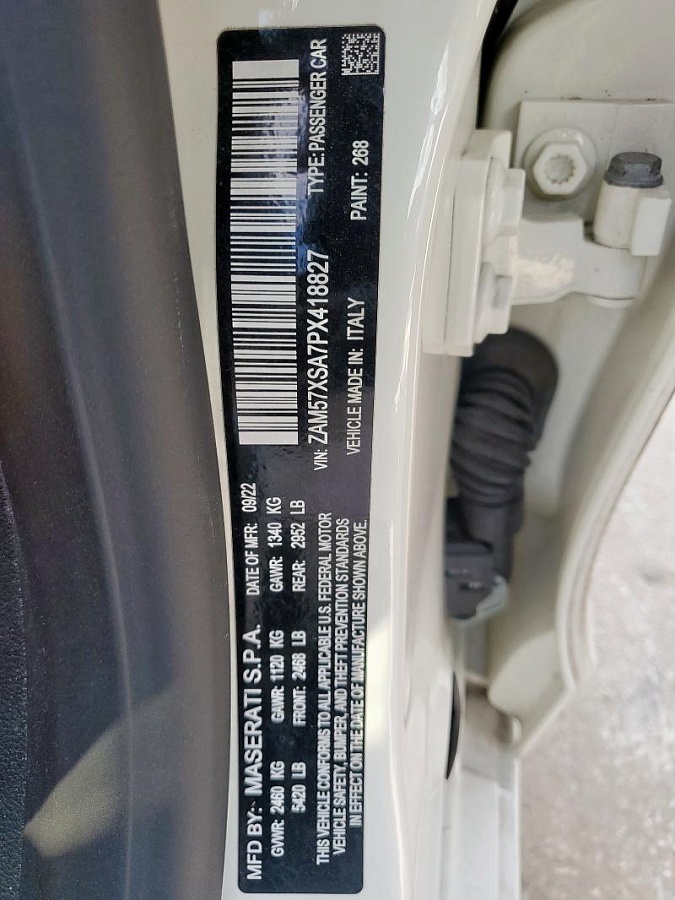 MFD BY: MASERATI S.P.A. DATE OF MFR: 09/22
GVWR: 2460 KG GAWR: 1120 KG GAWR: 1340 KG
5420 LB FRONT: 2468 LB REAR: 2952 LB
THIS VEHICLE CONFORMS TO ALL APPLICABLE U.S. FEDERAL MOTOR
VEHICLE SAFETY, BUMPER, AND THEFT PREVENTION STANDARDS
IN EFFECT ON THE DATE OF MANUFACTURE SHOWN ABOVE.
VIN: ZAM57XSA7PX418827 TYPE: PASSENGER CAR
VEHICLE MADE IN: ITALY PAINT: 268